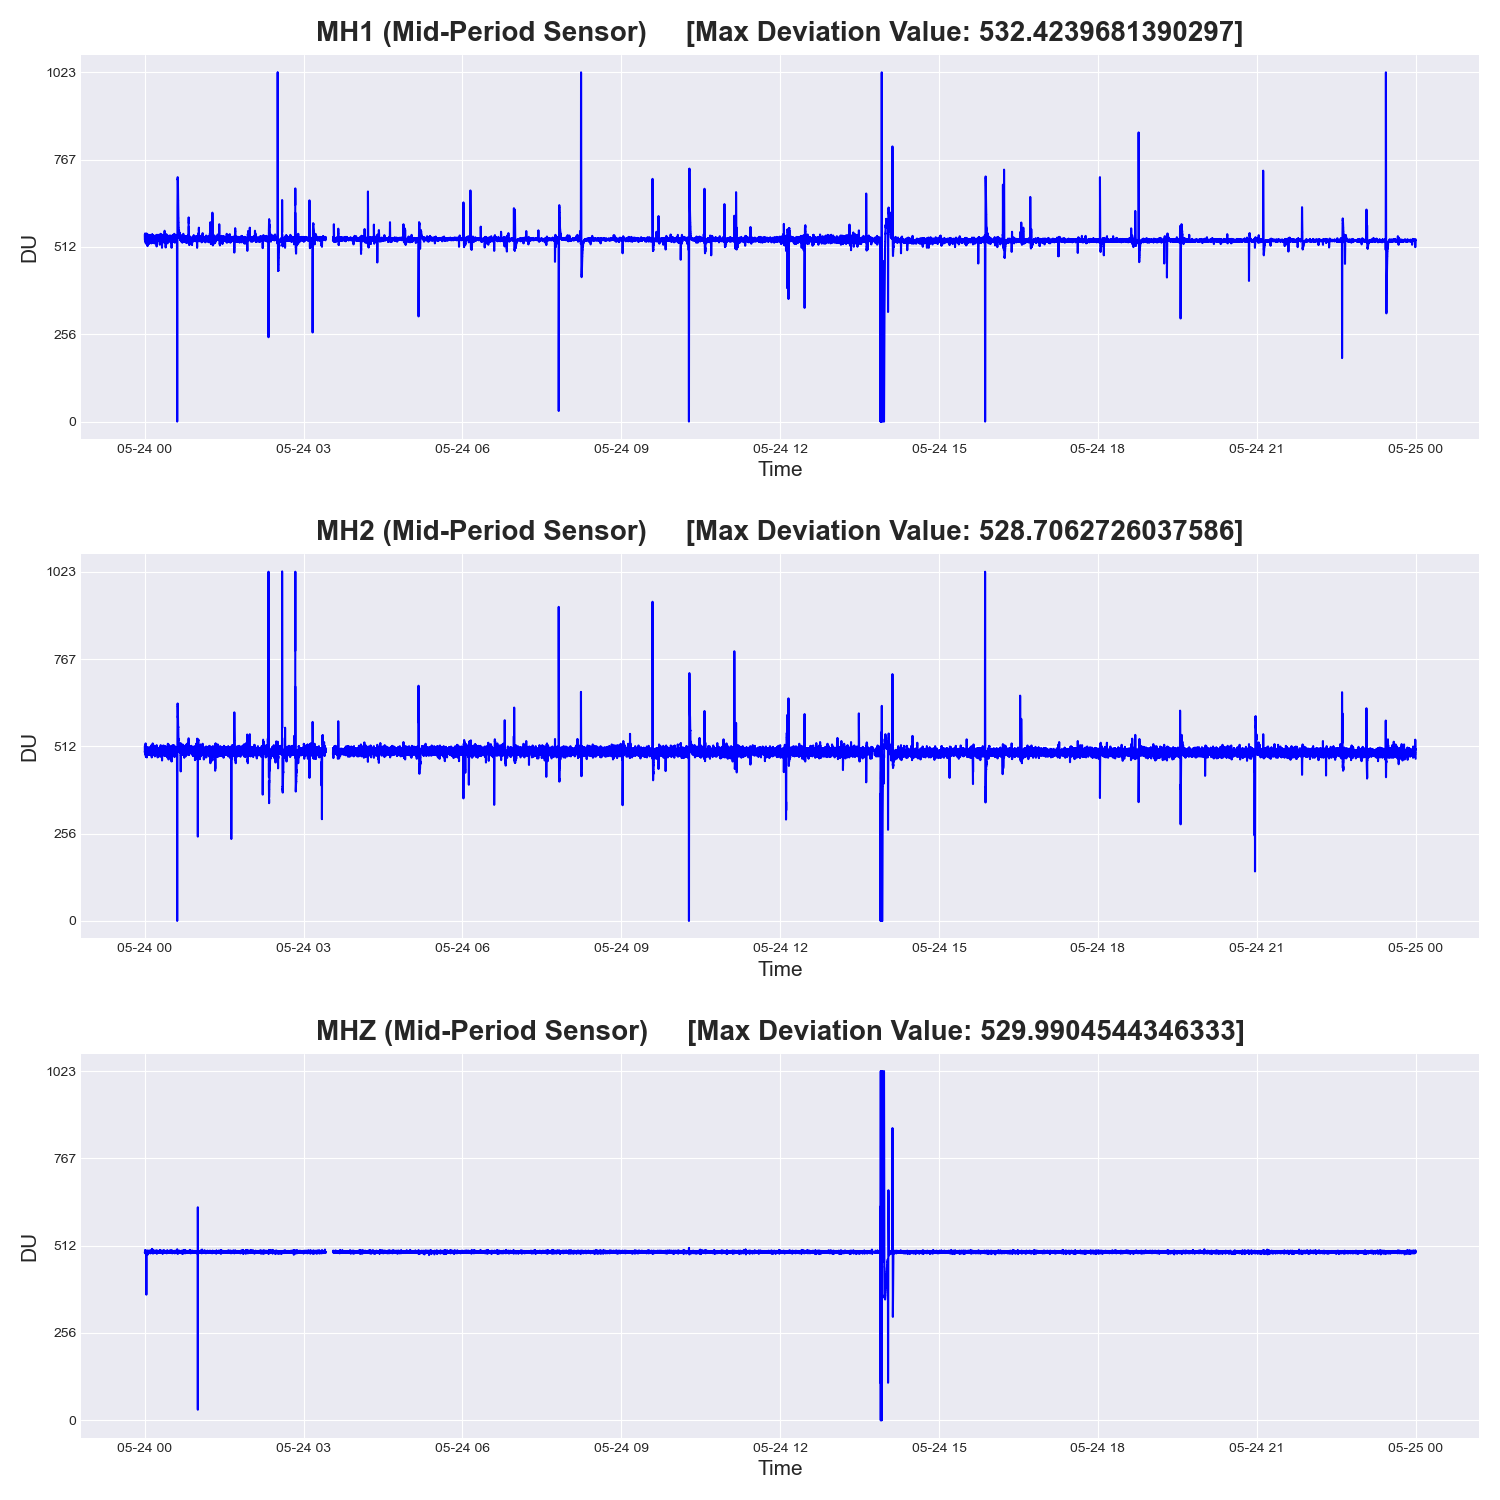 MH1 (Mid-Period Sensor) [Max Deviation Value: 532.4239681390297]
1023
767
512
256
0
DU
05-24 00 05-24 03 05-24 06 05-24 09 05-24 12 05-24 15 05-24 18 05-24 21 05-25 00
Time
MH2 (Mid-Period Sensor) [Max Deviation Value: 528.7062726037586]
1023
767
512
256
0
DU
05-24 00 05-24 03 05-24 06 05-24 09 05-24 12 05-24 15 05-24 18 05-24 21 05-25 00
Time
MHZ (Mid-Period Sensor) [Max Deviation Value: 529.9904544346333]
1023
767
512
256
0
DU
05-24 00 05-24 03 05-24 06 05-24 09 05-24 12 05-24 15 05-24 18 05-24 21 05-25 00
Time